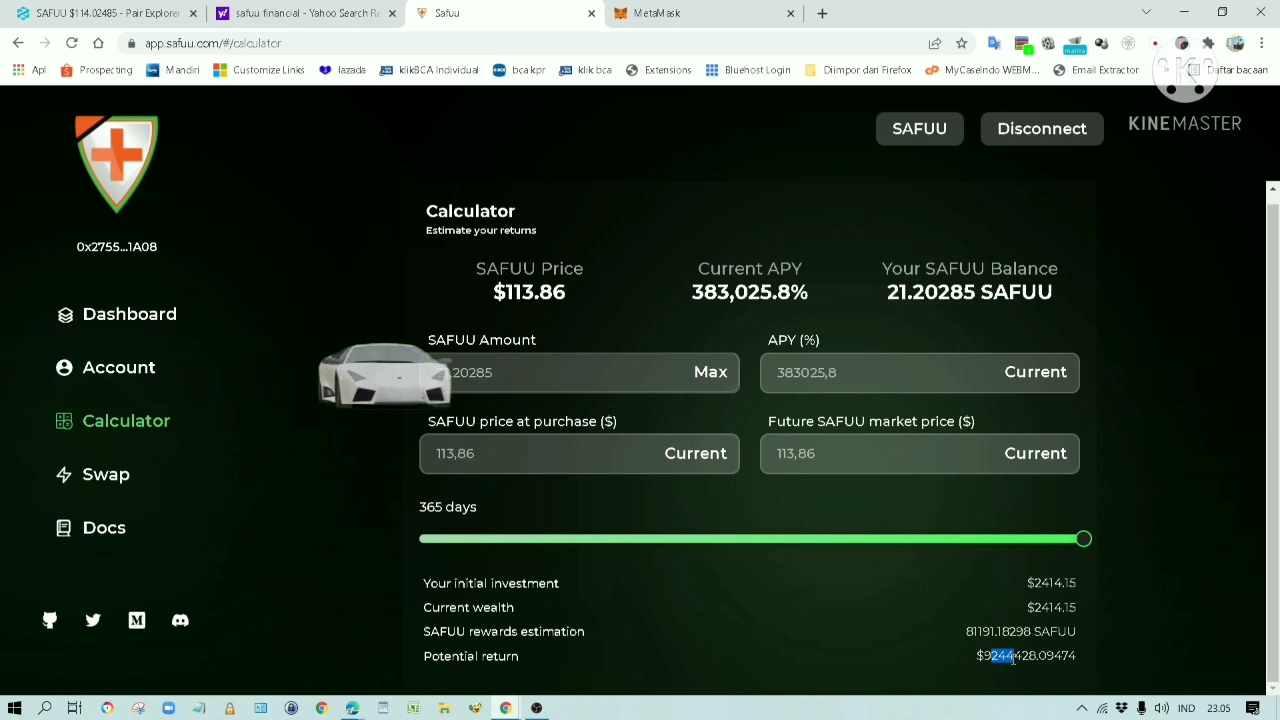 SAFUU $114.02485 - Pair Explorer
safuu financial - Yahoo Search Re
Safuu
MetaMask
app.safuu.com/#/calculator
Apl
Prospecting
Mandiri
Customize Links
lazada
klikBCA Individual
bca kpr
klik bca
Extensions
Bluehost Login
Diimpor dari Firefox
MyCaseIndo WEBM...
Email Extractor
Daftar bacaan
K
KINEMASTER
SAFUU
Disconnect
0x2755...1A08
Dashboard
Account
Calculator
Swap
Docs
Calculator
Estimate your returns
SAFUU Price
$113.86
Current APY
383,025.8%
Your SAFUU Balance
21.20285 SAFUU
SAFUU Amount
.20285
Max
APY (%)
383025,8
Current
SAFUU price at purchase ($)
113,86
Current
Future SAFUU market price ($)
113,86
Current
365 days
Your initial investment
$2414.15
Current wealth
$2414.15
SAFUU rewards estimation
81191.18298 SAFUU
Potential return
$9244428.09474
IND
23.05